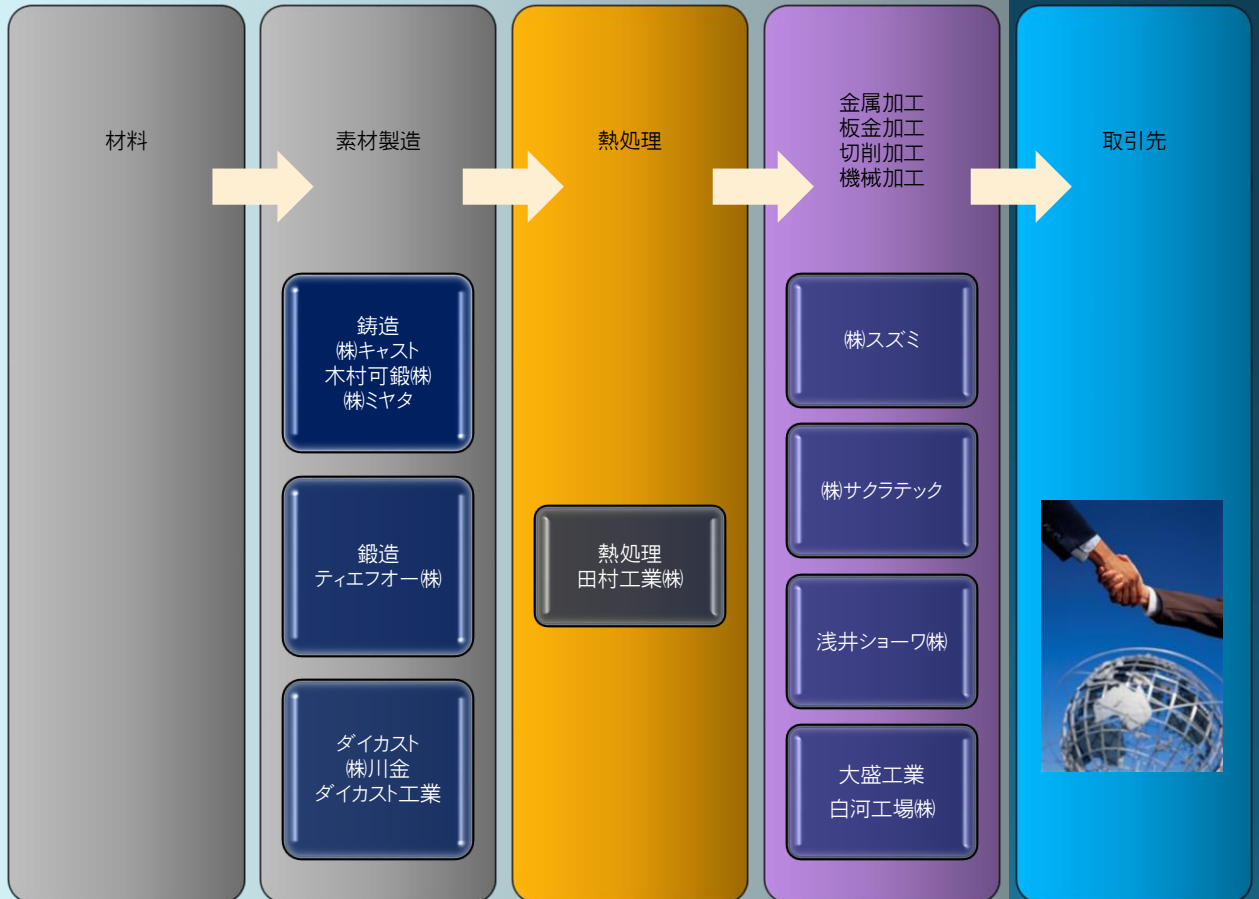 材料
素材製造
熱処理
金属加工
板金加工
切削加工
機械加工
取引先
鋳造
㈱キャスト
木村可鍛㈱
㈱ミヤタ
鍛造
ティエフオー㈱
ダイカスト
㈱川金
ダイカスト工業
熱処理
田村工業㈱
㈱スズミ
㈱サクラテック
浅井ショーワ㈱
大盛工業
白河工場㈱